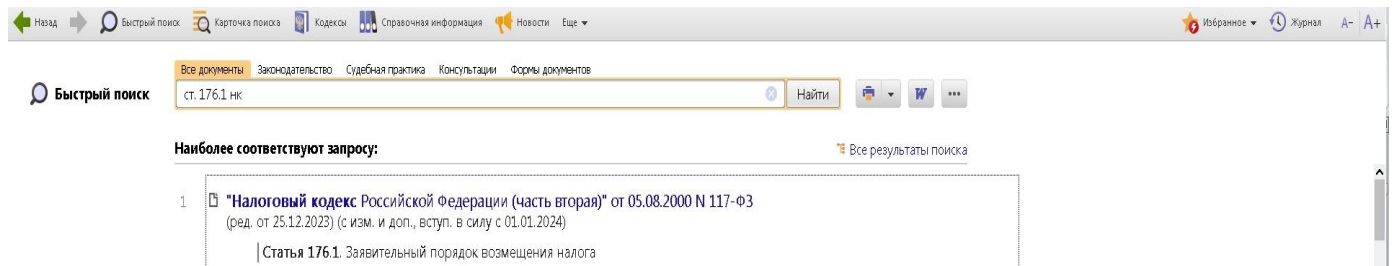 Назад Быстрый поиск Карточка поиска Кодексы Справочная информация Новости Еще Избранное Журнал А- А+
Все документы Законодательство Судебная практика Консультации Формы документов
Быстрый поиск ст. 176.1 нк Найти W
Наиболее соответствуют запросу: Все результаты поиска
1 "Налоговый кодекс Российской Федерации (часть вторая)" от 05.08.2000 N 117-ФЗ
(ред. от 25.12.2023) (с изм. и доп., вступ. в силу с 01.01.2024)
Статья 176.1. Заявительный порядок возмещения налога